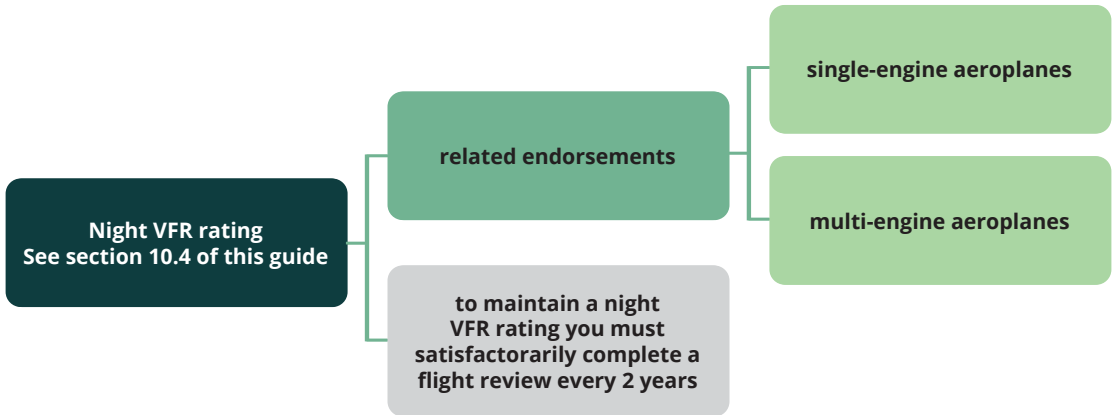 Night VFR rating
See section 10.4 of this guide
related endorsements
single-engine aeroplanes
multi-engine aeroplanes
to maintain a night
VFR rating you must
satisfactorarily complete a
flight review every 2 years